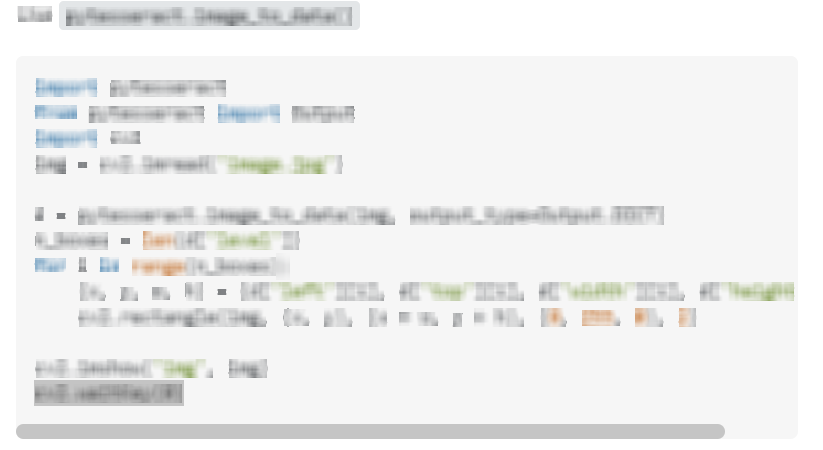 Use pytesseract.image_to_data()
import pytesseract
from pytesseract import Output
import cv2
img = cv2.imread('image.jpg')
d = pytesseract.image_to_data(img, output_type=Output.DICT)
n_boxes = len(d['level'])
for i in range(n_boxes):
(x, y, w, h) = (d['left'][i], d['top'][i], d['width'][i], d['height
cv2.rectangle(img, (x, y), (x + w, y + h), (0, 255, 0), 2)
cv2.imshow('img', img)
cv2.waitKey(0)